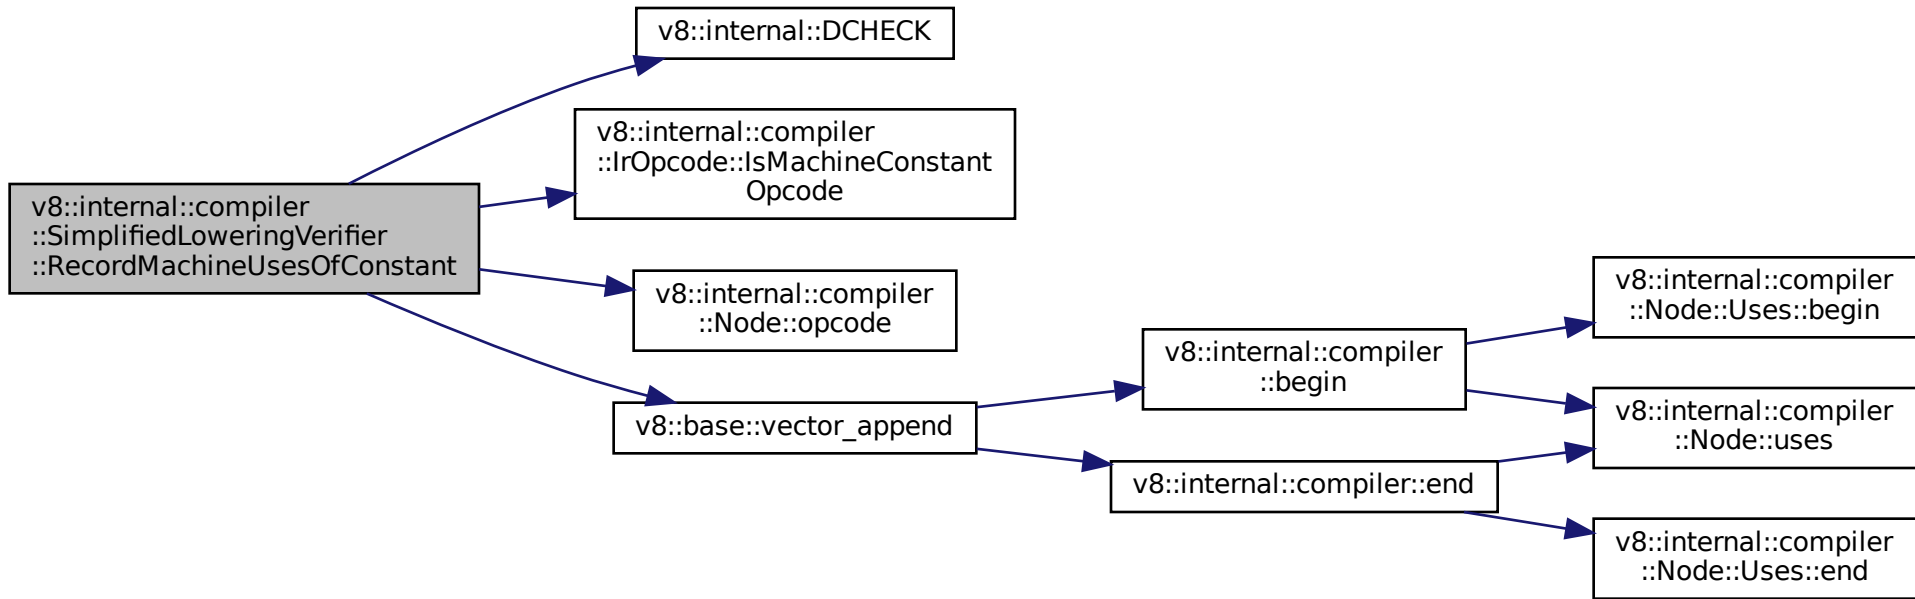 v8::internal::compiler
::SimplifiedLoweringVerifier
::RecordMachineUsesOfConstant
v8::internal::DCHECK
v8::internal::compiler
::IrOpcode::IsMachineConstant
Opcode
v8::internal::compiler
::Node::opcode
v8::base::vector_append
v8::internal::compiler
::begin
v8::internal::compiler::end
v8::internal::compiler
::Node::Uses::begin
v8::internal::compiler
::Node::uses
v8::internal::compiler
::Node::Uses::end